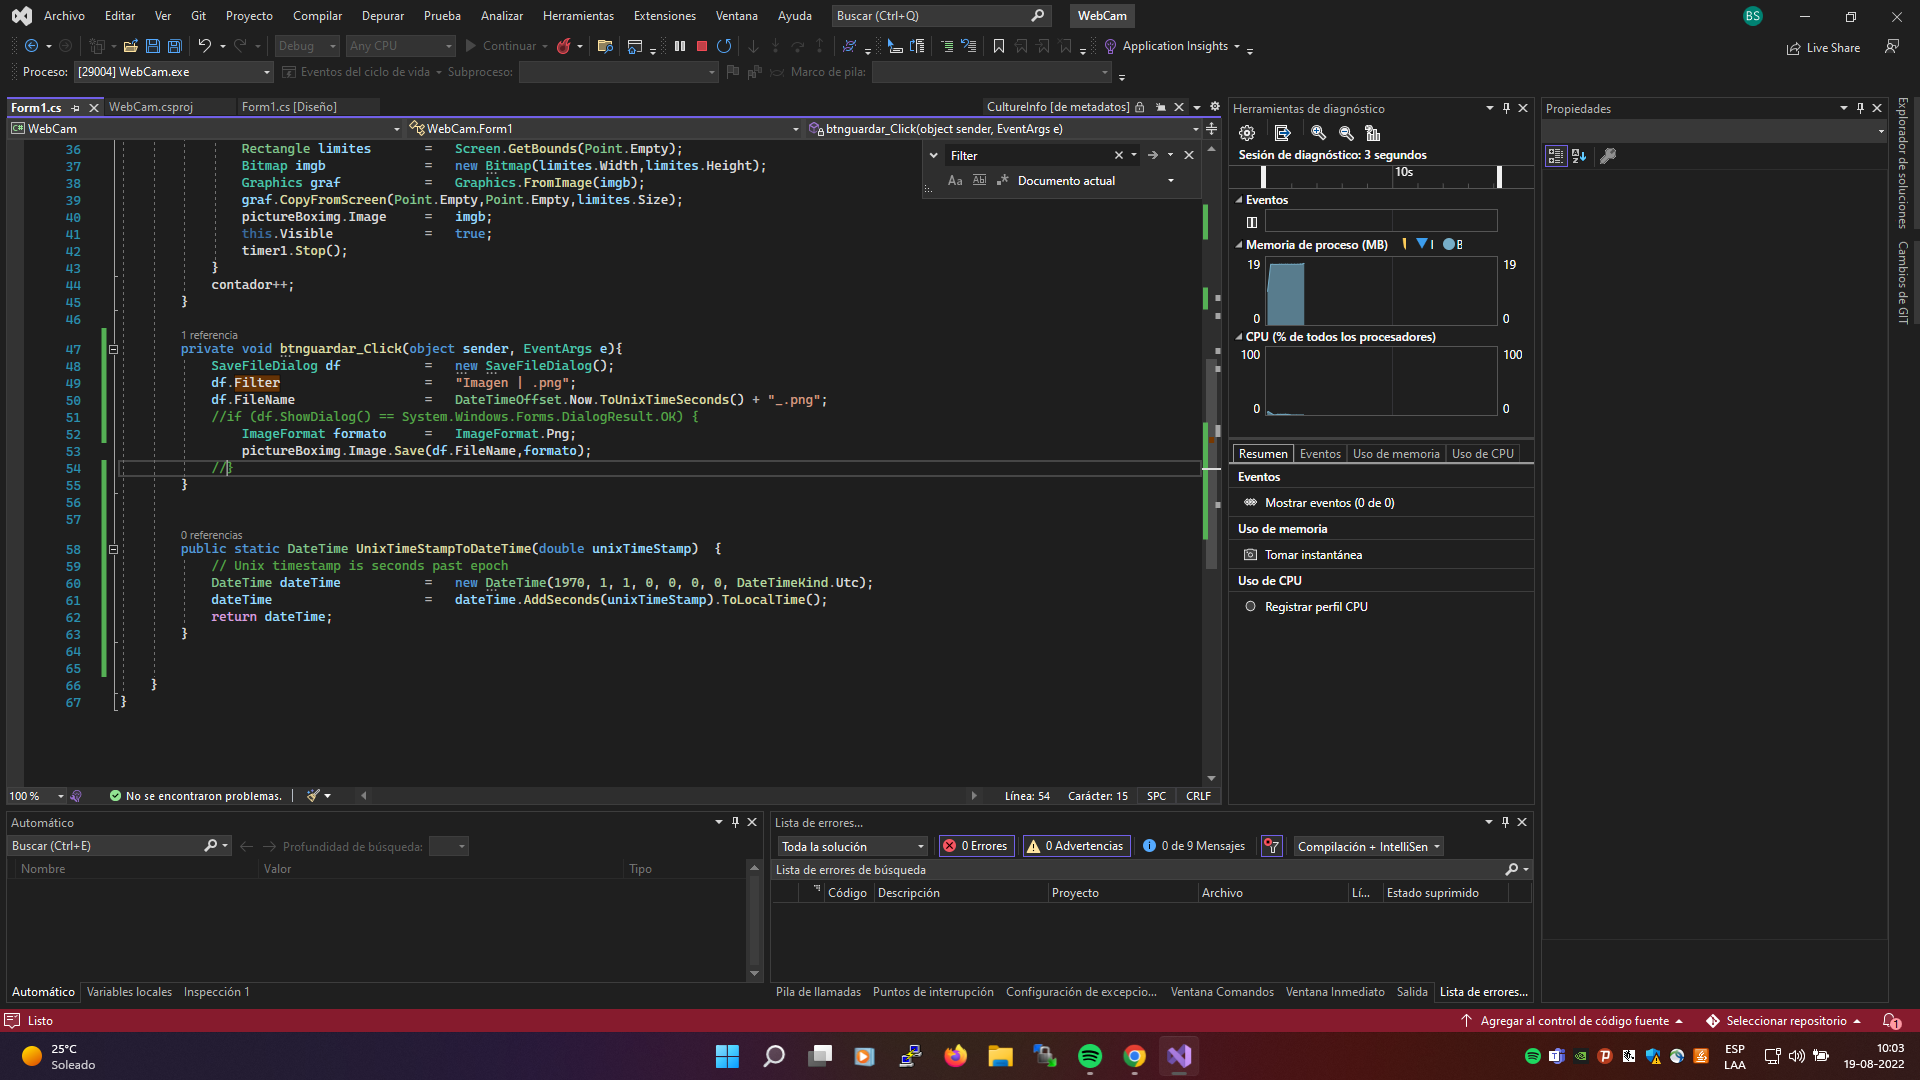 Archivo Editar Ver Git Proyecto Compilar Depurar Prueba Analizar Herramientas Extensiones Ventana Ayuda Buscar (Ctrl+Q) WebCam BS
Debug Any CPU Continuar Application Insights Live Share
Proceso: [29004] WebCam.exe Eventos del ciclo de vida Subproceso: Marco de pila:
Form1.cs WebCam.csproj Form1.cs [Diseño] CultureInfo [de metadatos]
WebCam WebCam.Form1 btnguardar_Click(object sender, EventArgs e)
Filter
Aa Documento actual
36 Rectangle limites = Screen.GetBounds(Point.Empty);
37 Bitmap imgb = new Bitmap(limites.Width,limites.Height);
38 Graphics graf = Graphics.FromImage(imgb);
39 graf.CopyFromScreen(Point.Empty,Point.Empty,limites.Size);
40 pictureBoximg.Image = imgb;
41 this.Visible = true;
42 timer1.Stop();
43 }
44 contador++;
45 }
46
1 referencia
47 private void btnguardar_Click(object sender, EventArgs e){
48 SaveFileDialog df = new SaveFileDialog();
49 df.Filter = "Imagen | .png";
50 df.FileName = DateTimeOffset.Now.ToUnixTimeSeconds() + "_.png";
51 //if (df.ShowDialog() == System.Windows.Forms.DialogResult.OK) {
52 ImageFormat formato = ImageFormat.Png;
53 pictureBoximg.Image.Save(df.FileName,formato);
54 //}
55 }
56
57
0 referencias
58 public static DateTime UnixTimeStampToDateTime(double unixTimeStamp) {
59 // Unix timestamp is seconds past epoch
60 DateTime dateTime = new DateTime(1970, 1, 1, 0, 0, 0, 0, DateTimeKind.Utc);
61 dateTime = dateTime.AddSeconds(unixTimeStamp).ToLocalTime();
62 return dateTime;
63 }
64
65
66 }
67 }
100 % No se encontraron problemas. Línea: 54 Carácter: 15 SPC CRLF
Herramientas de diagnóstico
Sesión de diagnóstico: 3 segundos
10s
Eventos
Memoria de proceso (MB) I B
19 19
0 0
CPU (% de todos los procesadores)
100 100
0 0
Resumen Eventos Uso de memoria Uso de CPU
Eventos
Mostrar eventos (0 de 0)
Uso de memoria
Tomar instantánea
Uso de CPU
Registrar perfil CPU
Propiedades
Explorador de soluciones
Cambios de GIT
Automático
Buscar (Ctrl+E) Profundidad de búsqueda:
Nombre Valor Tipo
Automático Variables locales Inspección 1
Lista de errores...
Toda la solución 0 Errores 0 Advertencias 0 de 9 Mensajes Compilación + IntelliSen
Lista de errores de búsqueda
Código Descripción Proyecto Archivo Lí... Estado suprimido
Pila de llamadas Puntos de interrupción Configuración de excepcio... Ventana Comandos Ventana Inmediato Salida Lista de errores...
Listo Agregar al control de código fuente Seleccionar repositorio 1
25°C
Soleado
ESP
LAA
10:03
19-08-2022